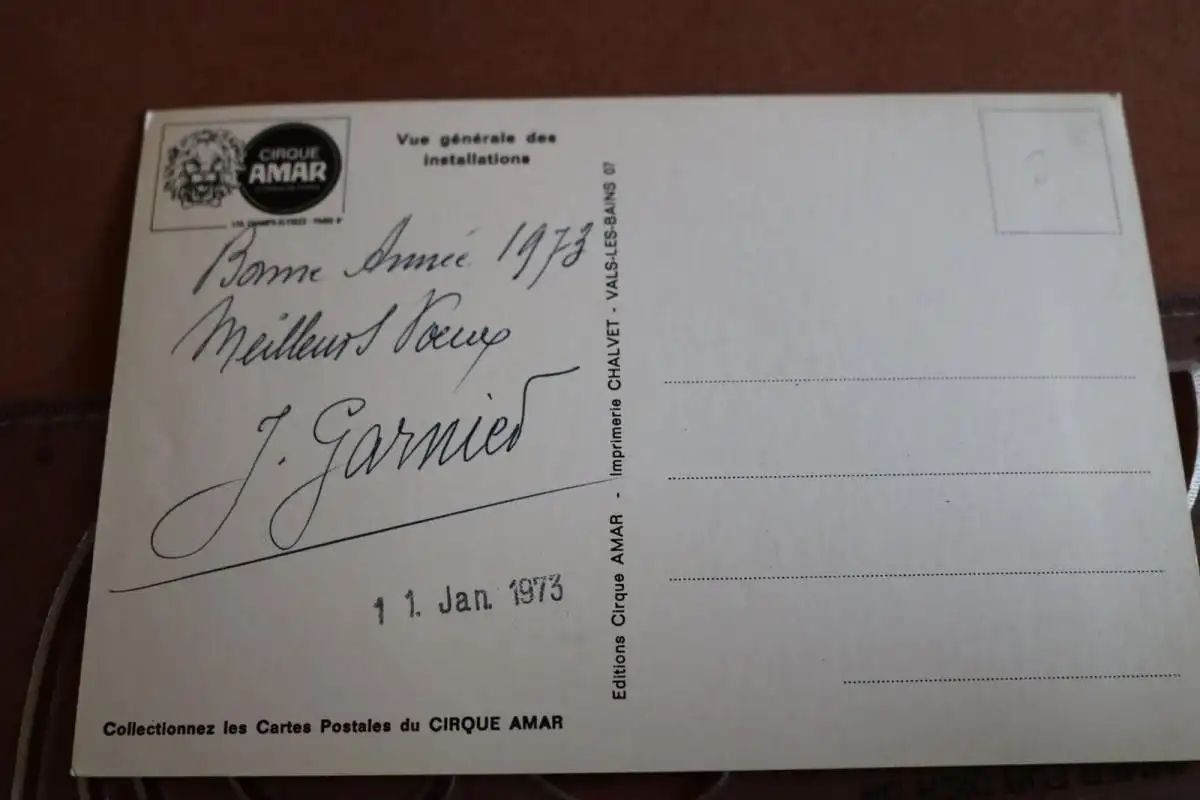 CIRQUE
AMAR
Vue générale des
installations
Bonne Année 1973
Meilleurs Voeux
J. Garnier
11. Jan. 1973
Collectionnez les Cartes Postales du CIRQUE AMAR
Editions Cirque AMAR - Imprimerie CHALVET - VALS-LES-BAINS 07